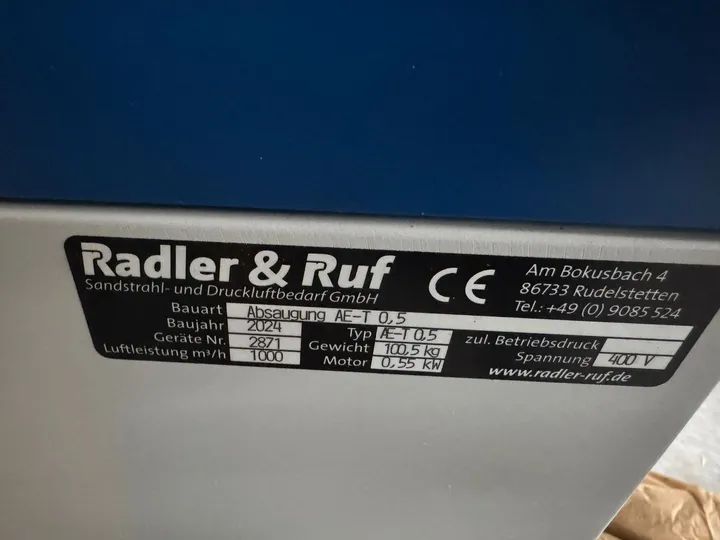 Radler & Ruf
Sandstrahl- und Druckluftbedarf GmbH
CE
Am Bokusbach 4
86733 Rudelstetten
Tel.: +49 (0) 9085 524
Bauart Absaugung AE-T 0,5
Baujahr 2024 Typ AE-T 0,5 zul. Betriebsdruck
Geräte Nr. 2871 Gewicht 100,5 kg Spannung 400 V
Luftleistung m³/h 1000 Motor 0,55 kW www.radler-ruf.de